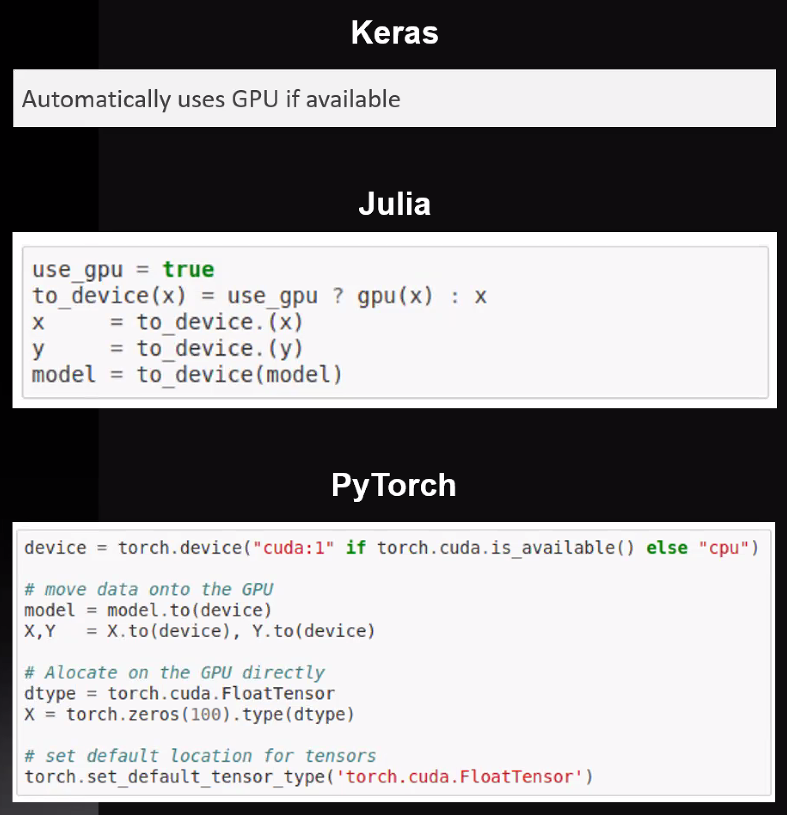 Keras
Automatically uses GPU if available
Julia
use_gpu = true
to_device(x) = use_gpu ? gpu(x) : x
x     = to_device.(x)
y     = to_device.(y)
model = to_device(model)
PyTorch
device = torch.device("cuda:1" if torch.cuda.is_available() else "cpu")
# move data onto the GPU
model = model.to(device)
X,Y   = X.to(device), Y.to(device)
# Alocate on the GPU directly
dtype = torch.cuda.FloatTensor
X = torch.zeros(100).type(dtype)
# set default location for tensors
torch.set_default_tensor_type('torch.cuda.FloatTensor')